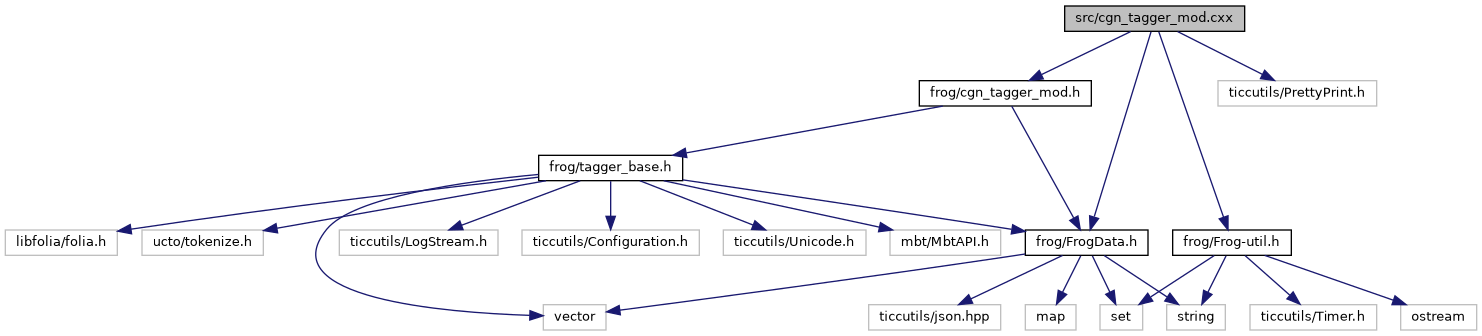 src/cgn_tagger_mod.cxx
frog/cgn_tagger_mod.h
ticcutils/PrettyPrint.h
frog/tagger_base.h
libfolia/folia.h
ucto/tokenize.h
ticcutils/LogStream.h
ticcutils/Configuration.h
ticcutils/Unicode.h
mbt/MbtAPI.h
frog/FrogData.h
frog/Frog-util.h
vector
ticcutils/json.hpp
map
set
string
ticcutils/Timer.h
ostream